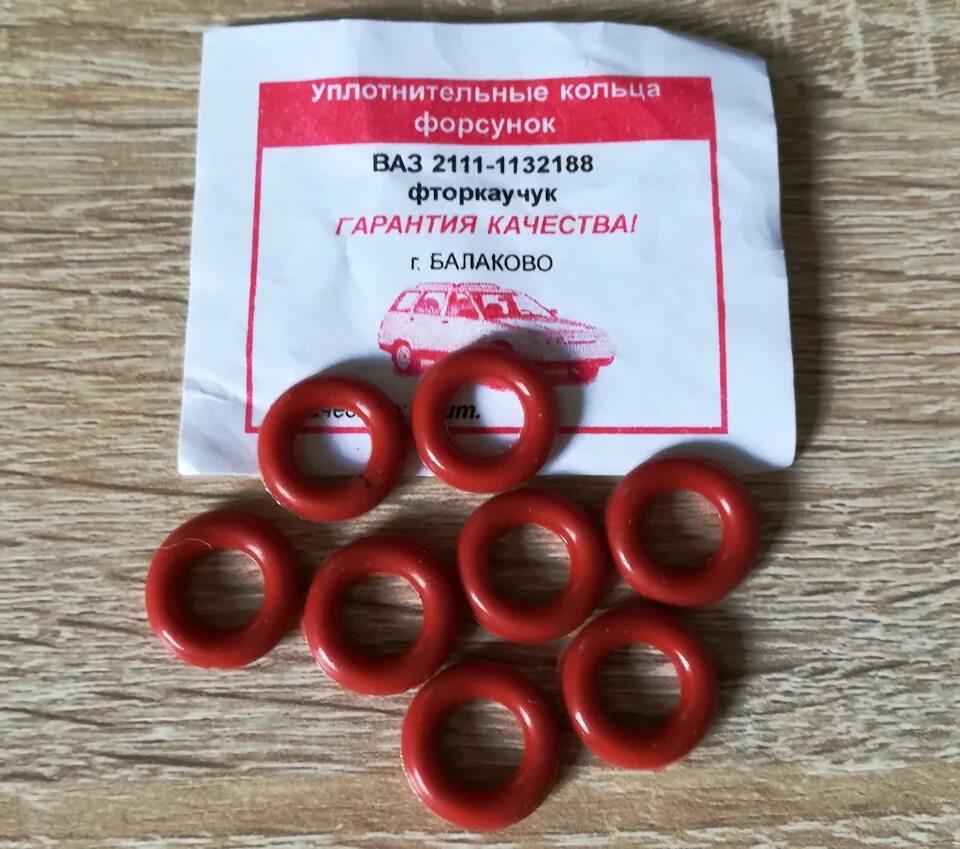 уплотнительные кольца
форсунок
ВАЗ 2111-1132188
фторкаучук
ГАРАНТИЯ КАЧЕСТВА!
г. БАЛАКОВО